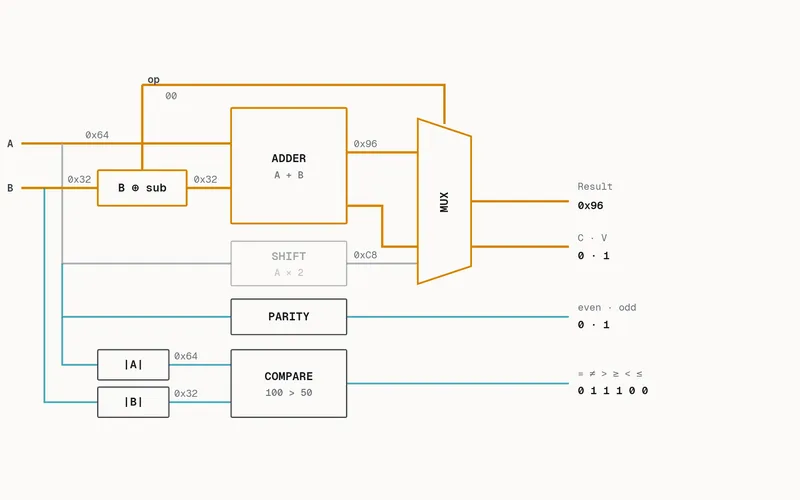 op
00
A
0x64
0x96
B
0x32
B ⊕ sub
0x32
ADDER
A + B
MUX
Result
0x96
C · V
0 · 1
SHIFT
A × 2
0xC8
PARITY
even · odd
0 · 1
|A|
0x64
|B|
0x32
COMPARE
100 > 50
= ≠ > ≥ < ≤
0 1 1 1 0 0